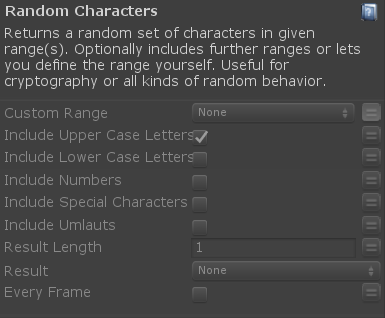 Random Characters
Returns a random set of characters in given
range(s). Optionally includes further ranges or lets
you define the range yourself. Useful for
cryptography or all kinds of random behavior.
Custom Range None
Include Upper Case Letters
Include Lower Case Letters
Include Numbers
Include Special Characters
Include Umlauts
Result Length 1
Result None
Every Frame